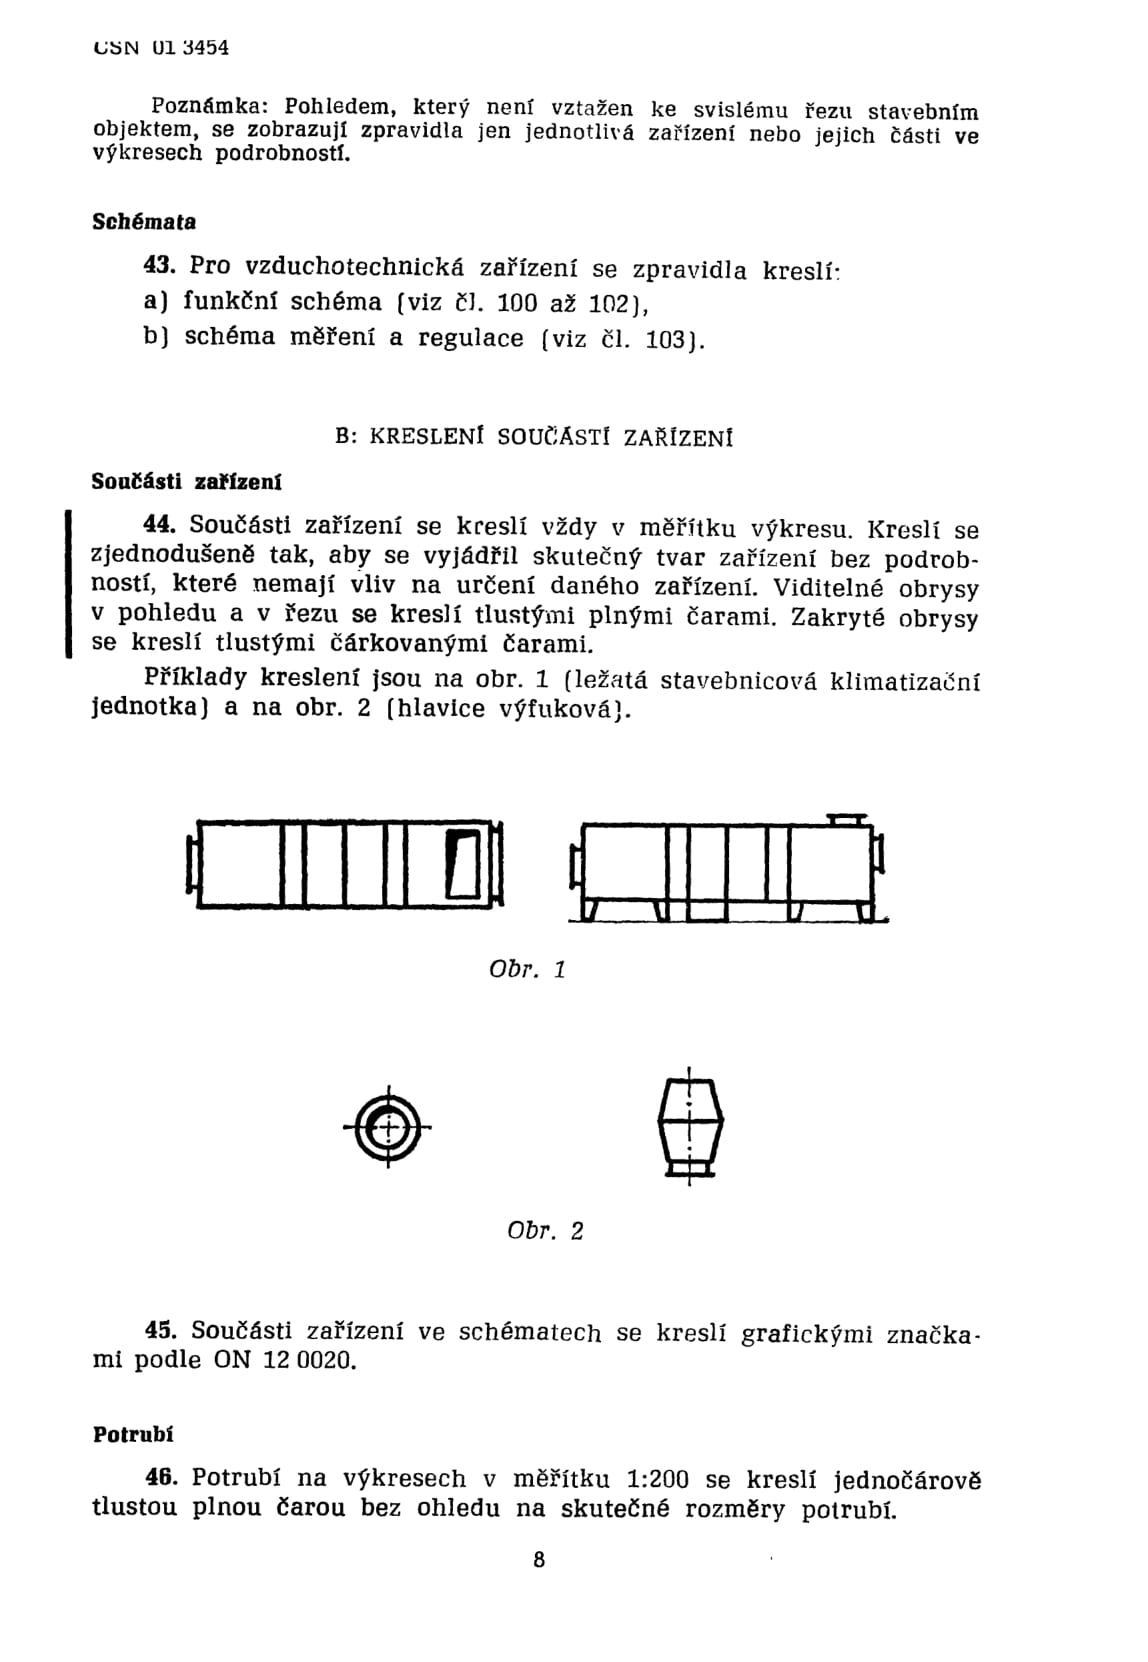 ČSN 01 3454
Poznámka: Pohledem, který není vztažen ke svislému řezu stavebním
objektem, se zobrazují zpravidla jen jednotlivá zařízení nebo jejich části ve
výkresech podrobností.
Schémata
43. Pro vzduchotechnická zařízení se zpravidla kreslí:
a) funkční schéma (viz čl. 100 až 102),
b) schéma měření a regulace (viz čl. 103).
B: KRESLENÍ SOUČÁSTÍ ZAŘÍZENÍ
Součásti zařízení
44. Součásti zařízení se kreslí vždy v měřítku výkresu. Kreslí se
zjednodušeně tak, aby se vyjádřil skutečný tvar zařízení bez podrob-
ností, které nemají vliv na určení daného zařízení. Viditelné obrysy
v pohledu a v řezu se kreslí tlustými plnými čarami. Zakryté obrysy
se kreslí tlustými čárkovanými čarami.
Příklady kreslení jsou na obr. 1 (ležatá stavebnicová klimatizační
jednotka) a na obr. 2 (hlavice výfuková).
Obr. 1
Obr. 2
45. Součásti zařízení ve schématech se kreslí grafickými značka-
mi podle ON 12 0020.
Potrubí
46. Potrubí na výkresech v měřítku 1:200 se kreslí jednočárově
tlustou plnou čarou bez ohledu na skutečné rozměry potrubí.
8